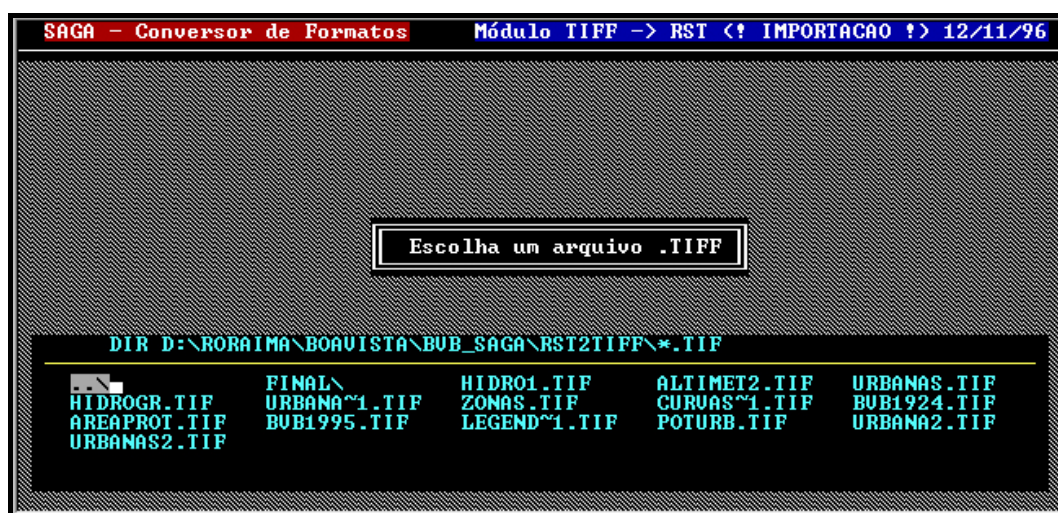 SAGA - Conversor de Formatos Módulo TIFF -> RST (! IMPORTACAO !) 12/11/96
Escolha um arquivo .TIFF
DIR D:\RORAIMA\BOAVISTA\BVB_SAGA\RST2TIFF\*.TIF
..\ FINAL\ HIDRO1.TIF ALTIMET2.TIF URBANAS.TIF
HIDROGR.TIF URBANA~1.TIF ZONAS.TIF CURVAS~1.TIF BVB1924.TIF
AREAPROT.TIF BVB1995.TIF LEGEND~1.TIF POTURB.TIF URBANA2.TIF
URBANAS2.TIF